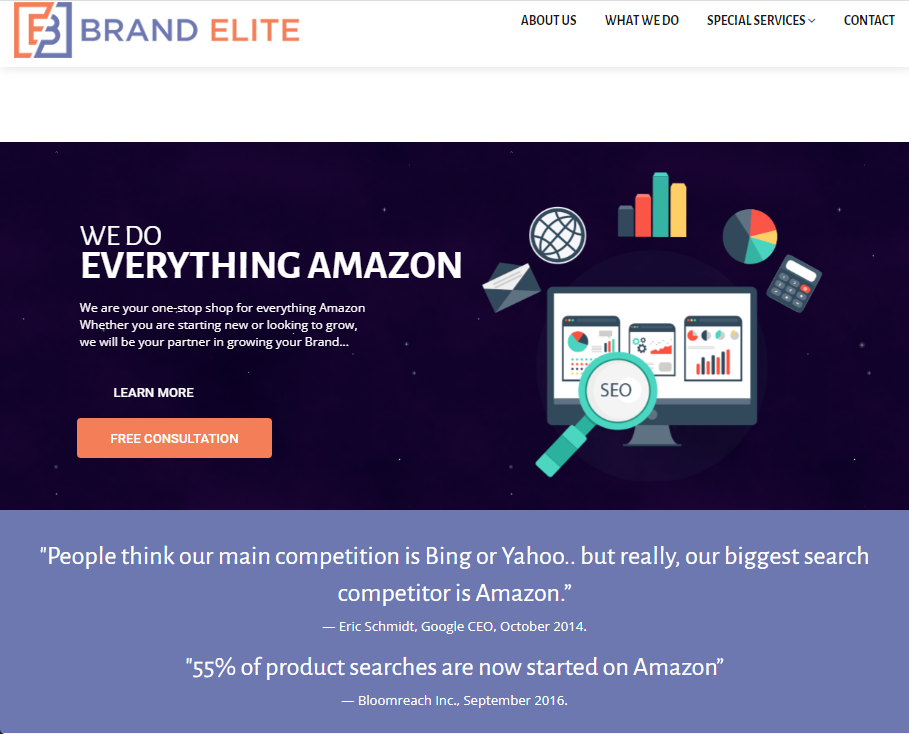 BRAND ELITE
ABOUT US
WHAT WE DO
SPECIAL SERVICES
CONTACT
WE DO
EVERYTHING AMAZON
We are your one-stop shop for everything Amazon
Whether you are starting new or looking to grow,
we will be your partner in growing your Brand...
LEARN MORE
FREE CONSULTATION
SEO
"People think our main competition is Bing or Yahoo.. but really, our biggest search
competitor is Amazon.”
— Eric Schmidt, Google CEO, October 2014.
"55% of product searches are now started on Amazon”
— Bloomreach Inc., September 2016.